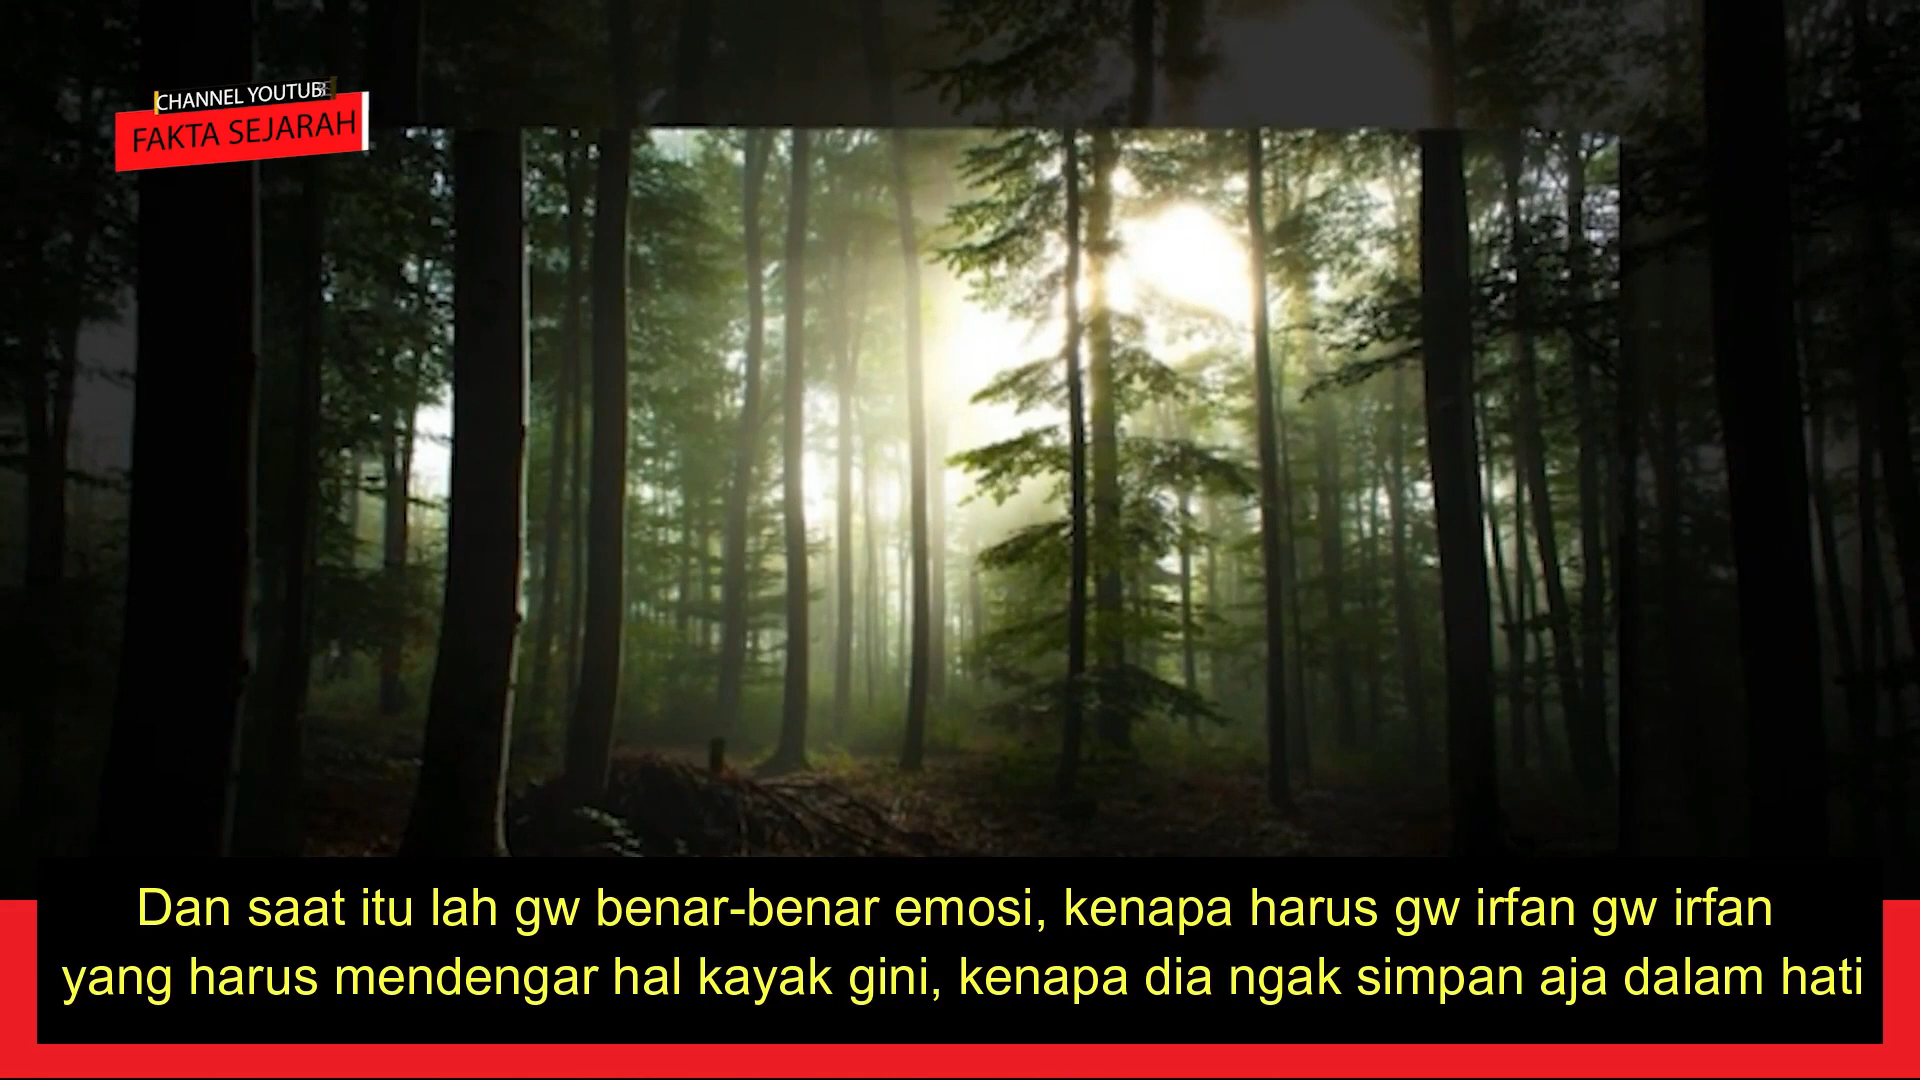 CHANNEL YOUTUBE
FAKTA SEJARAH
Dan saat itu lah gw benar-benar emosi, kenapa harus gw irfan gw irfan
yang harus mendengar hal kayak gini, kenapa dia ngak simpan aja dalam hati